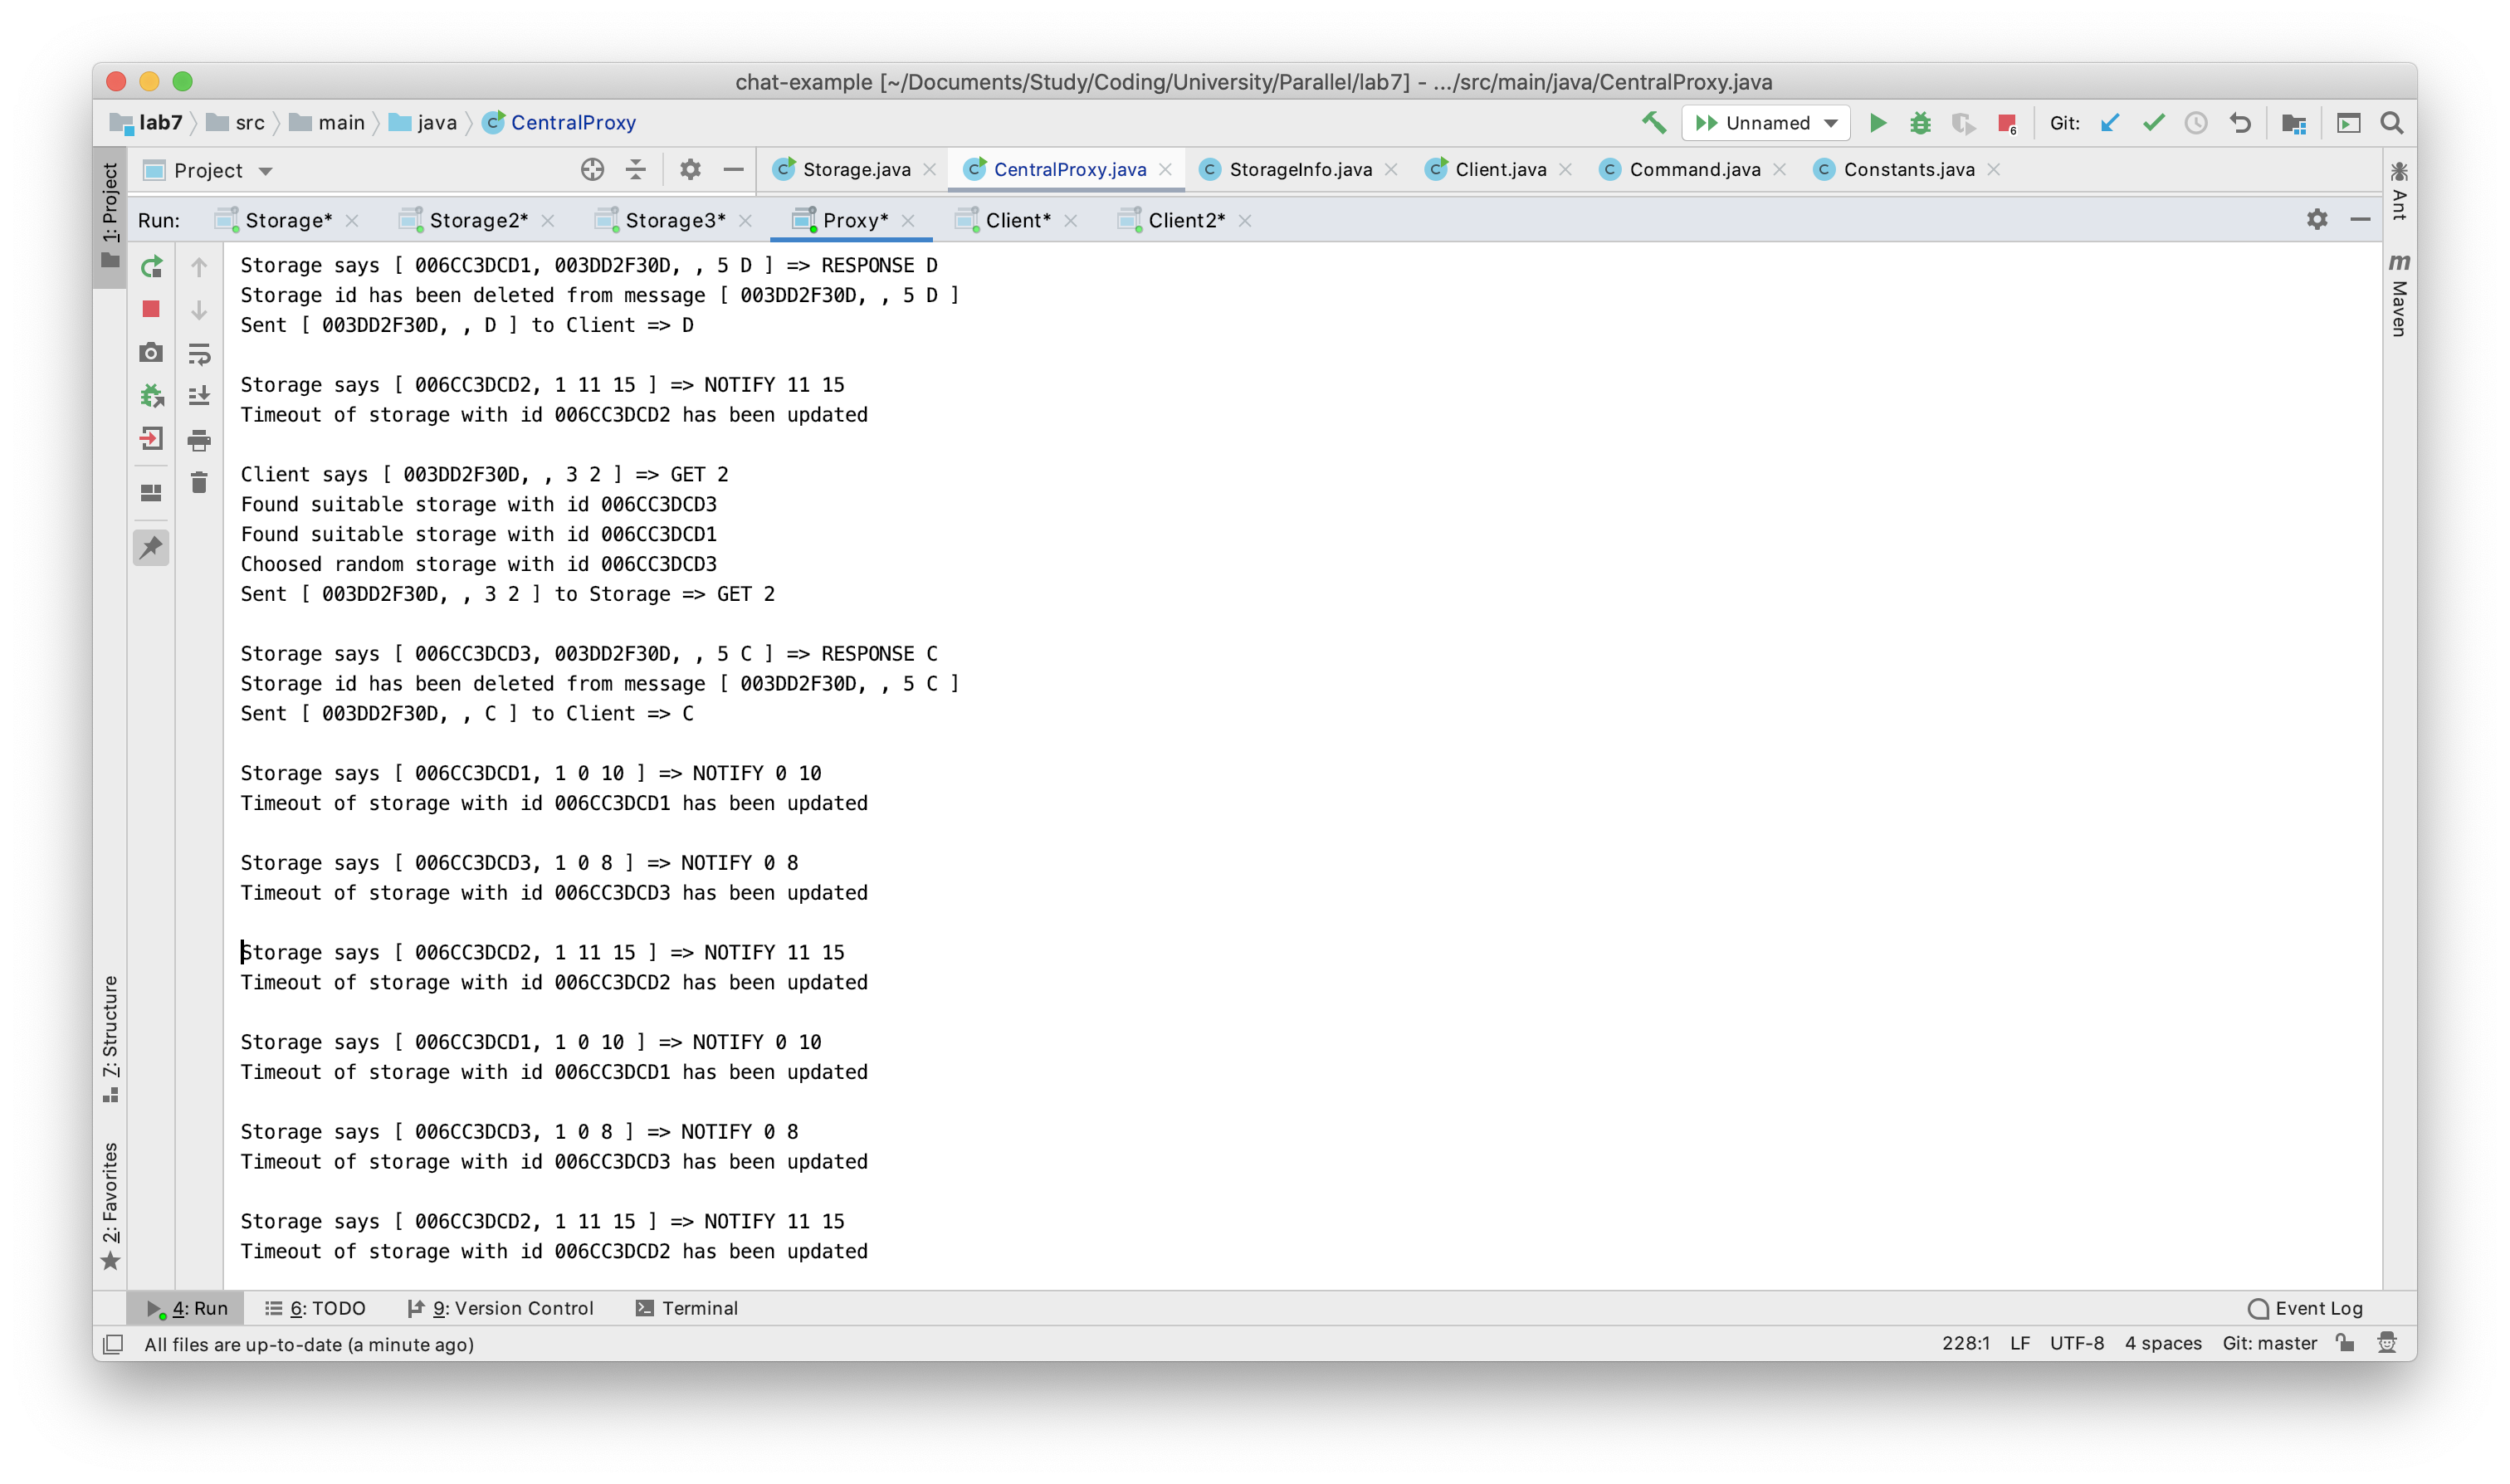 chat-example [~/Documents/Study/Coding/University/Parallel/lab7] - .../src/main/java/CentralProxy.java
lab7 src main java CentralProxy Unnamed 6 Git:
Project Storage.java CentralProxy.java StorageInfo.java Client.java Command.java Constants.java
Run: Storage* Storage2* Storage3* Proxy* Client* Client2*
1: Project
7: Structure
2: Favorites
Ant
Maven
Storage says [ 006CC3DCD1, 003DD2F30D, , 5 D ] => RESPONSE D
Storage id has been deleted from message [ 003DD2F30D, , 5 D ]
Sent [ 003DD2F30D, , D ] to Client => D
Storage says [ 006CC3DCD2, 1 11 15 ] => NOTIFY 11 15
Timeout of storage with id 006CC3DCD2 has been updated
Client says [ 003DD2F30D, , 3 2 ] => GET 2
Found suitable storage with id 006CC3DCD3
Found suitable storage with id 006CC3DCD1
Choosed random storage with id 006CC3DCD3
Sent [ 003DD2F30D, , 3 2 ] to Storage => GET 2
Storage says [ 006CC3DCD3, 003DD2F30D, , 5 C ] => RESPONSE C
Storage id has been deleted from message [ 003DD2F30D, , 5 C ]
Sent [ 003DD2F30D, , C ] to Client => C
Storage says [ 006CC3DCD1, 1 0 10 ] => NOTIFY 0 10
Timeout of storage with id 006CC3DCD1 has been updated
Storage says [ 006CC3DCD3, 1 0 8 ] => NOTIFY 0 8
Timeout of storage with id 006CC3DCD3 has been updated
Storage says [ 006CC3DCD2, 1 11 15 ] => NOTIFY 11 15
Timeout of storage with id 006CC3DCD2 has been updated
Storage says [ 006CC3DCD1, 1 0 10 ] => NOTIFY 0 10
Timeout of storage with id 006CC3DCD1 has been updated
Storage says [ 006CC3DCD3, 1 0 8 ] => NOTIFY 0 8
Timeout of storage with id 006CC3DCD3 has been updated
Storage says [ 006CC3DCD2, 1 11 15 ] => NOTIFY 11 15
Timeout of storage with id 006CC3DCD2 has been updated
4: Run 6: TODO 9: Version Control Terminal Event Log
All files are up-to-date (a minute ago) 228:1 LF UTF-8 4 spaces Git: master